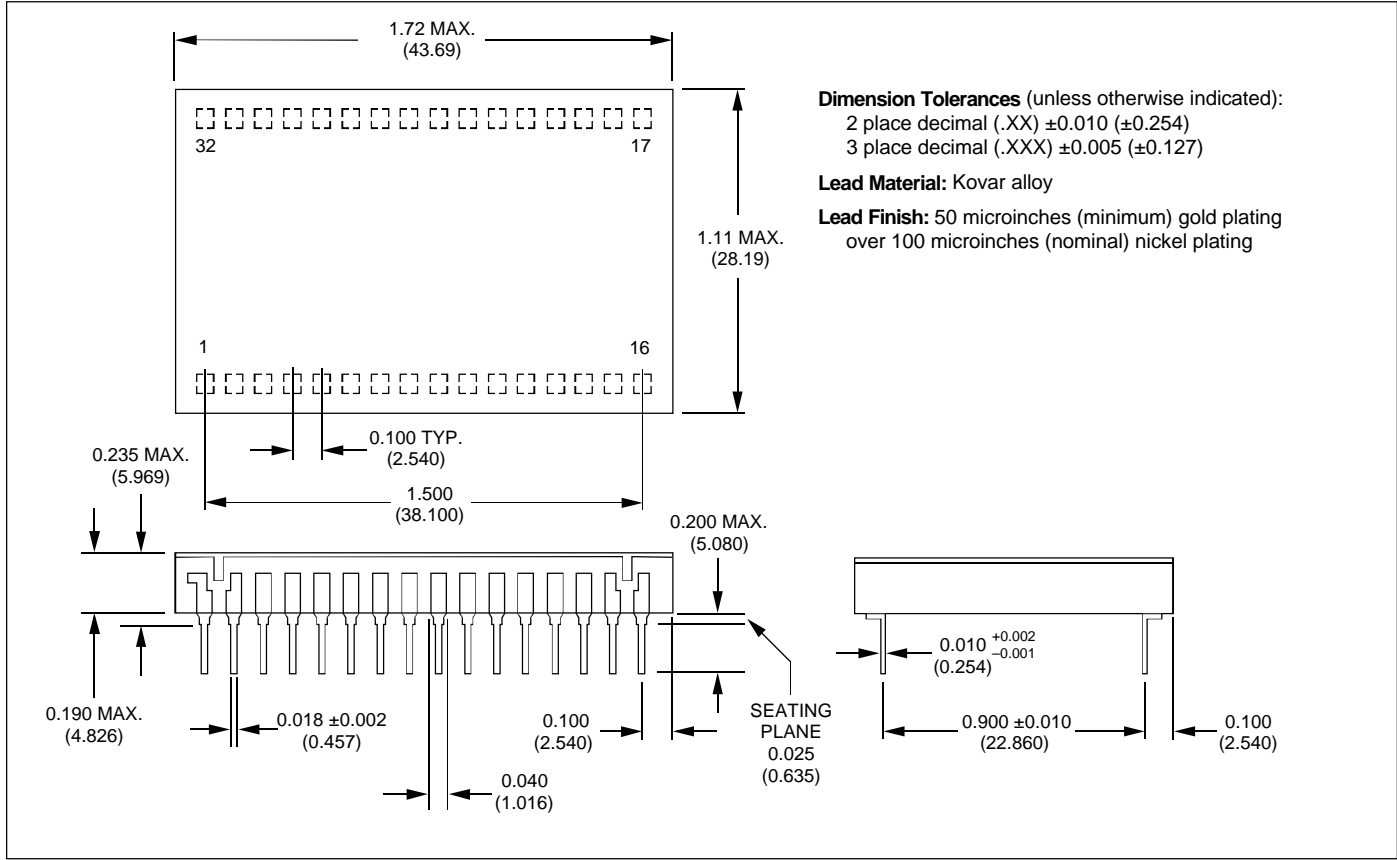 1.72 MAX.
(43.69)
Dimension Tolerances (unless otherwise indicated):
2 place decimal (.XX) ±0.010 (±0.254)
3 place decimal (.XXX) ±0.005 (±0.127)
Lead Material: Kovar alloy
Lead Finish: 50 microinches (minimum) gold plating
over 100 microinches (nominal) nickel plating
32
17
1.11 MAX.
(28.19)
1
16
0.100 TYP.
(2.540)
0.235 MAX.
(5.969)
1.500
(38.100)
0.200 MAX.
(5.080)
0.010 +0.002
(0.254) –0.001
0.190 MAX.
(4.826)
0.018 ±0.002
(0.457)
0.100
(2.540)
SEATING
PLANE
0.025
(0.635)
0.900 ±0.010
(22.860)
0.100
(2.540)
0.040
(1.016)